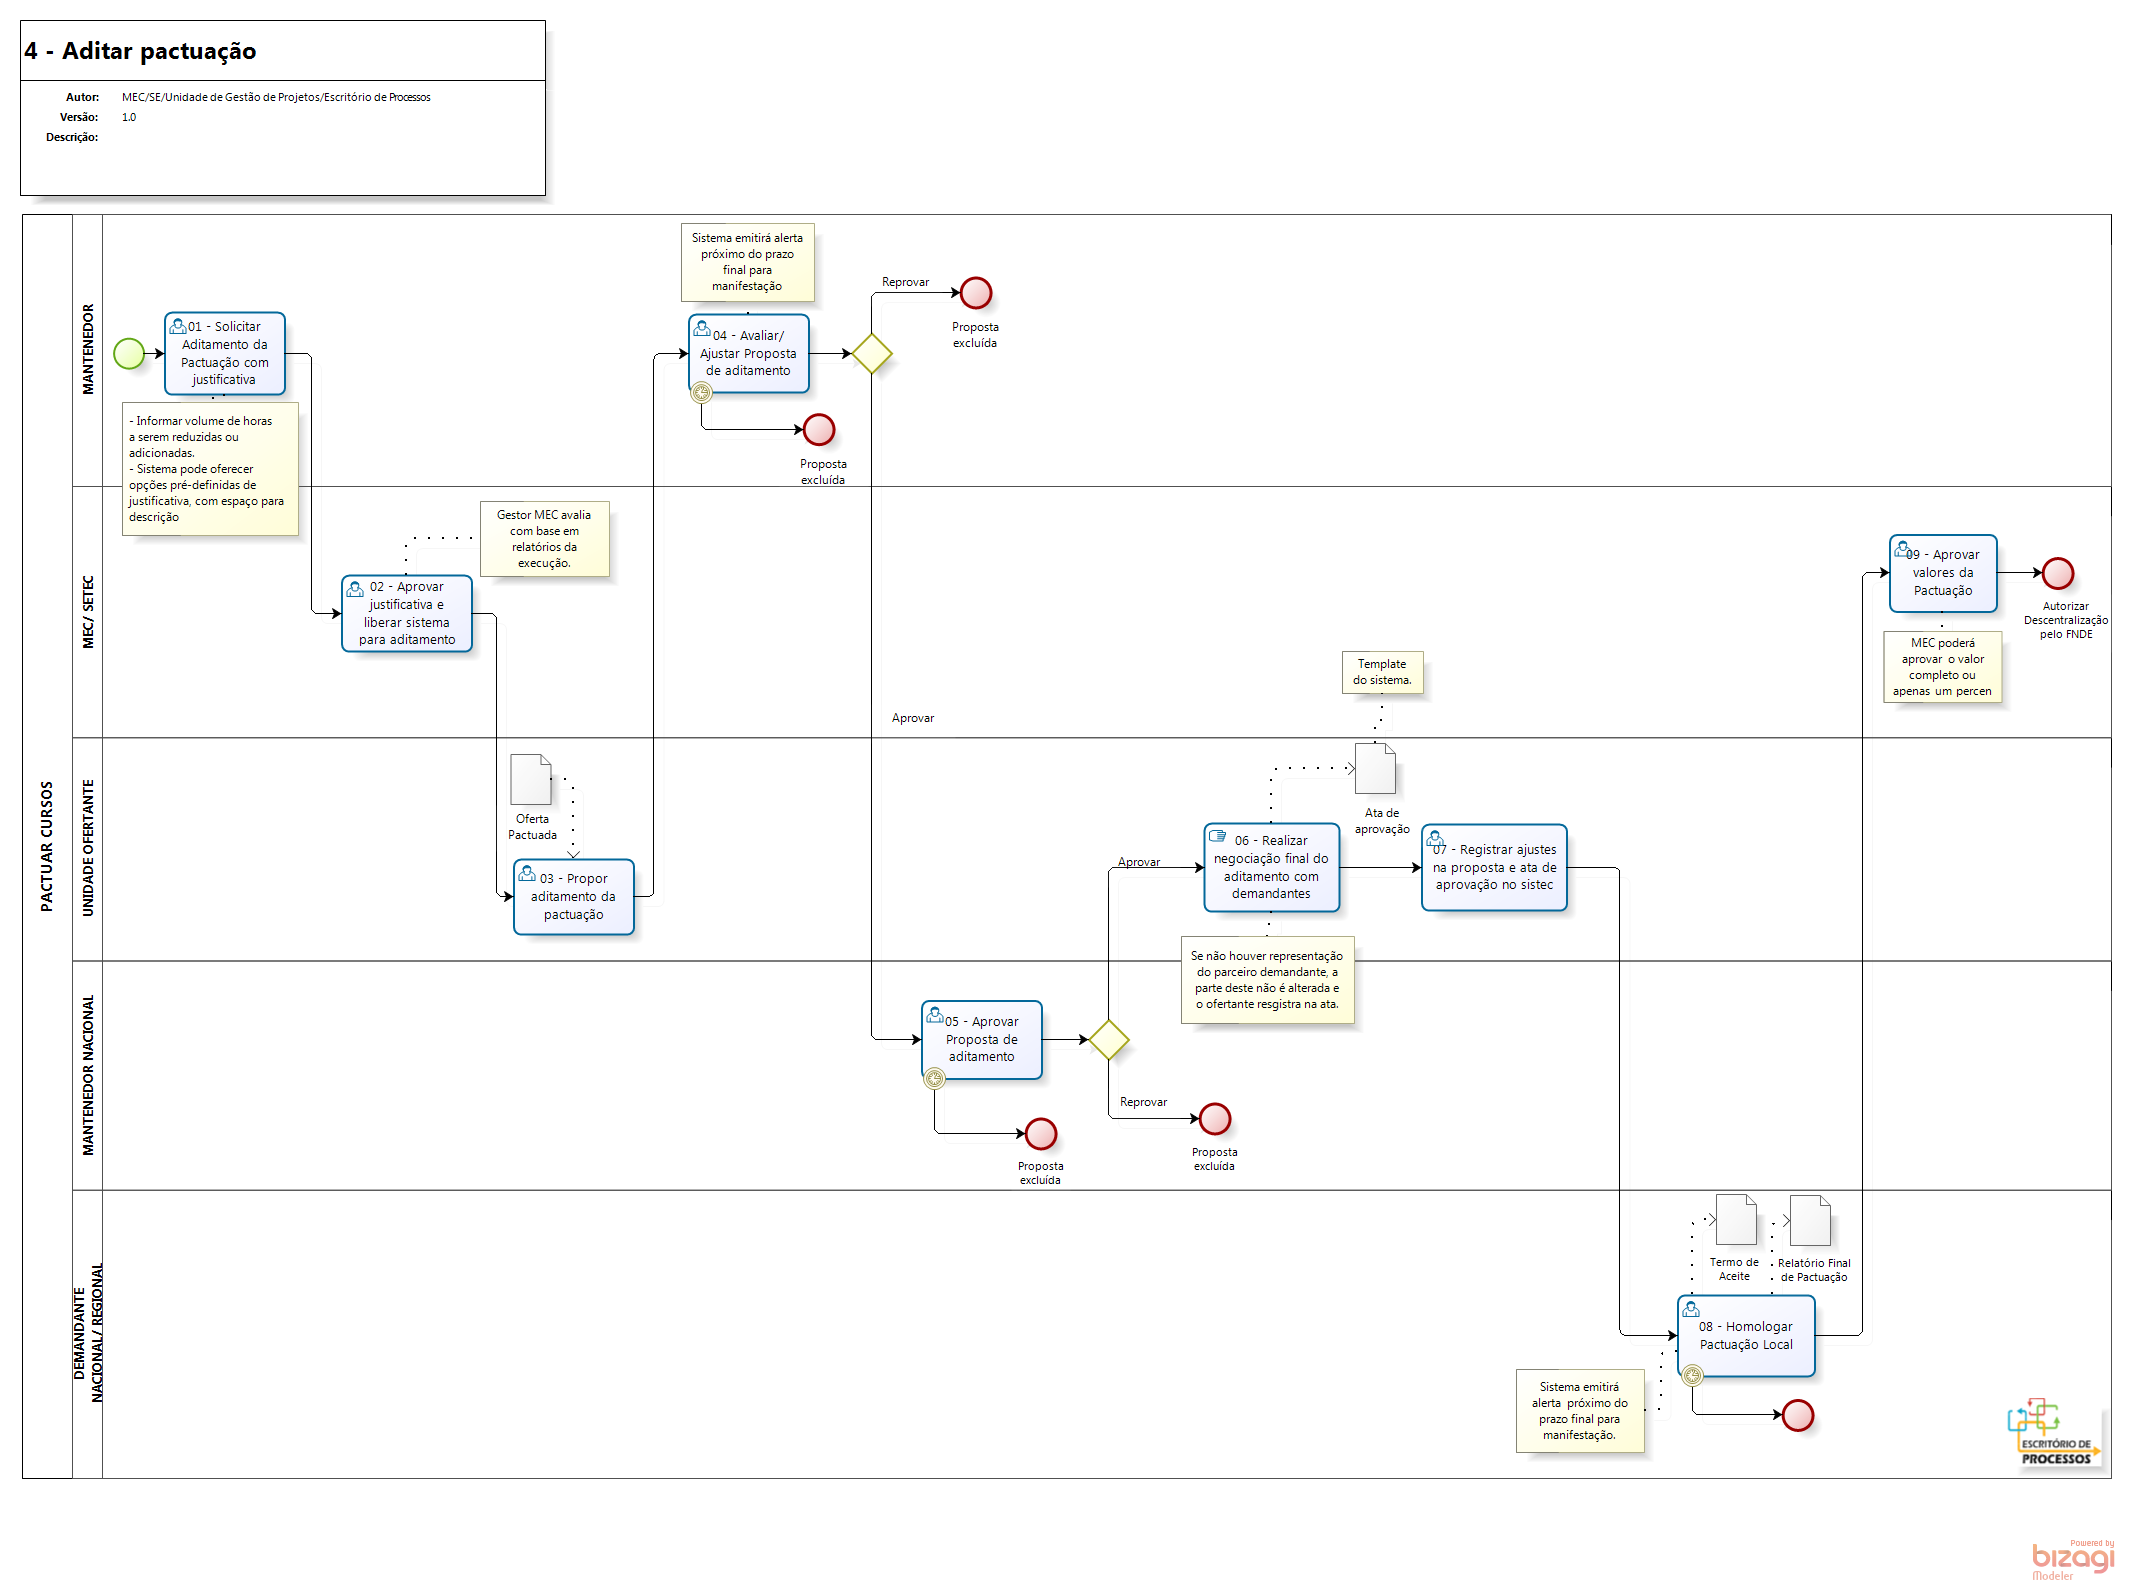 4 - Aditar pactuação
Autor: MEC/SE/Unidade de Gestão de Projetos/Escritório de Processos
Versão: 1.0
Descrição:
PACTUAR CURSOS
MANTENEDOR
01 - Solicitar
Aditamento da
Pactuação com
justificativa
- Informar volume de horas
a serem reduzidas ou
adicionadas.
- Sistema pode oferecer
opções pré-definidas de
justificativa, com espaço para
descrição
Sistema emitirá alerta
próximo do prazo
final para
manifestação
04 - Avaliar/
Ajustar Proposta
de aditamento
Reprovar
Proposta
excluída
Proposta
excluída
Aprovar
MEC/ SETEC
Gestor MEC avalia
com base em
relatórios da
execução.
02 - Aprovar
justificativa e
liberar sistema
para aditamento
09 - Aprovar
valores da
Pactuação
Autorizar
Descentralização
pelo FNDE
MEC poderá
aprovar o valor
completo ou
apenas um percen
Template
do sistema.
UNIDADE OFERTANTE
Oferta
Pactuada
03 - Propor
aditamento da
pactuação
Ata de
aprovação
Aprovar
06 - Realizar
negociação final do
aditamento com
demandantes
07 - Registrar ajustes
na proposta e ata de
aprovação no sistec
Se não houver representação
do parceiro demandante, a
parte deste não é alterada e
o ofertante resgistra na ata.
MANTENEDOR NACIONAL
05 - Aprovar
Proposta de
aditamento
Reprovar
Proposta
excluída
Proposta
excluída
DEMANDANTE
NACIONAL/ REGIONAL
Termo de
Aceite
Relatório Final
de Pactuação
08 - Homologar
Pactuação Local
Sistema emitirá
alerta próximo do
prazo final para
manifestação.
ESCRITÓRIO DE
PROCESSOS
Powered by
bizagi
Modeler